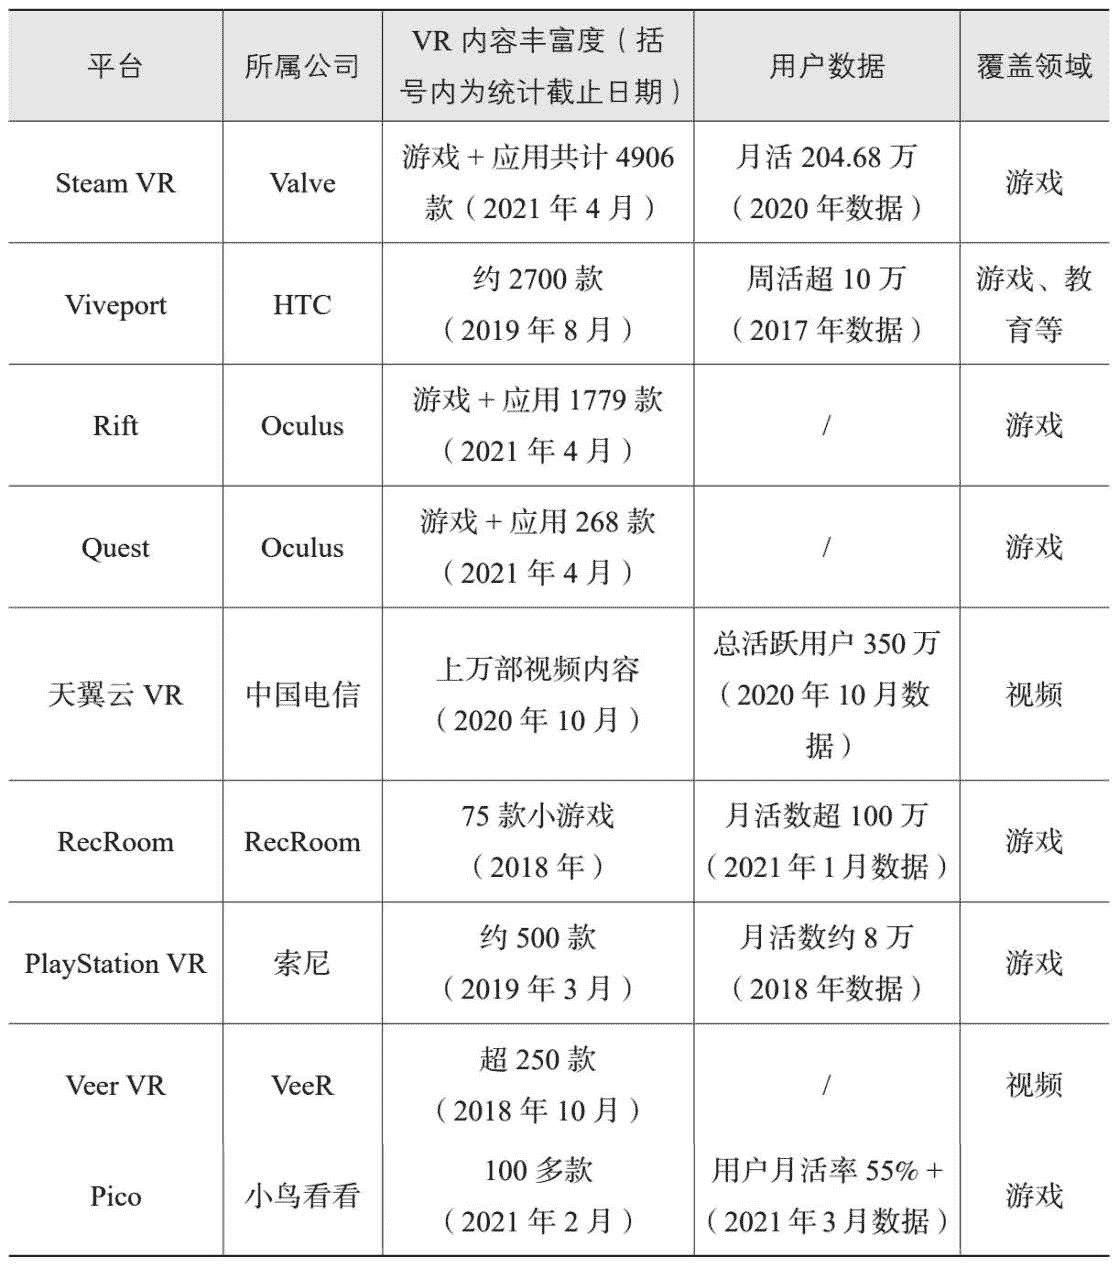 平台
所属公司
VR 内容丰富度（括
号内为统计截止日期）
用户数据
覆盖领域
Steam VR
Valve
游戏 + 应用共计 4906
款（2021 年 4 月）
月活 204.68 万
（2020 年数据）
游戏
Viveport
HTC
约 2700 款
（2019 年 8 月）
周活超 10 万
（2017 年数据）
游戏、教
育等
Rift
Oculus
游戏 + 应用 1779 款
（2021 年 4 月）
/
游戏
Quest
Oculus
游戏 + 应用 268 款
（2021 年 4 月）
/
游戏
天翼云 VR
中国电信
上万部视频内容
（2020 年 10 月）
总活跃用户 350 万
（2020 年 10 月数
据）
视频
RecRoom
RecRoom
75 款小游戏
（2018 年）
月活数超 100 万
（2021 年 1 月数据）
游戏
PlayStation VR
索尼
约 500 款
（2019 年 3 月）
月活数约 8 万
（2018 年数据）
游戏
Veer VR
VeeR
超 250 款
（2018 年 10 月）
/
视频
Pico
小鸟看看
100 多款
（2021 年 2 月）
用户月活率 55% +
（2021 年 3 月数据）
游戏